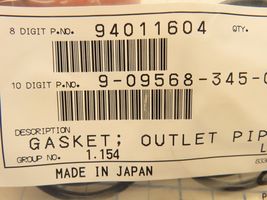 8 DIGIT P.NO. 94011604 QTY.
10 DIGIT P.NO. 9-09568-345-0
DESCRIPTION
GASKET; OUTLET PIP
GROUP NO. 1.154
MADE IN JAPAN